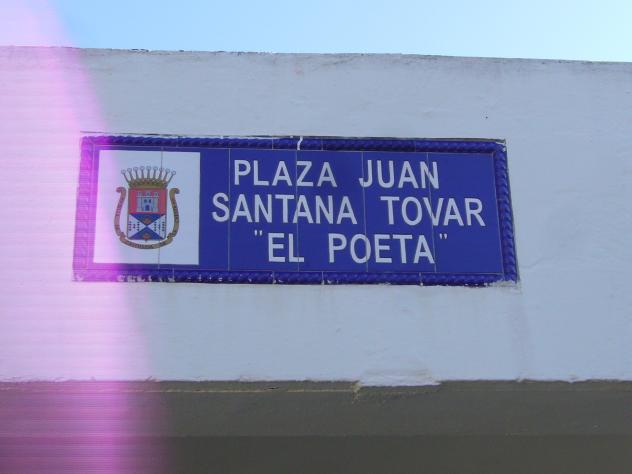 PLAZA JUAN
SANTANA TOVAR
"EL POETA"